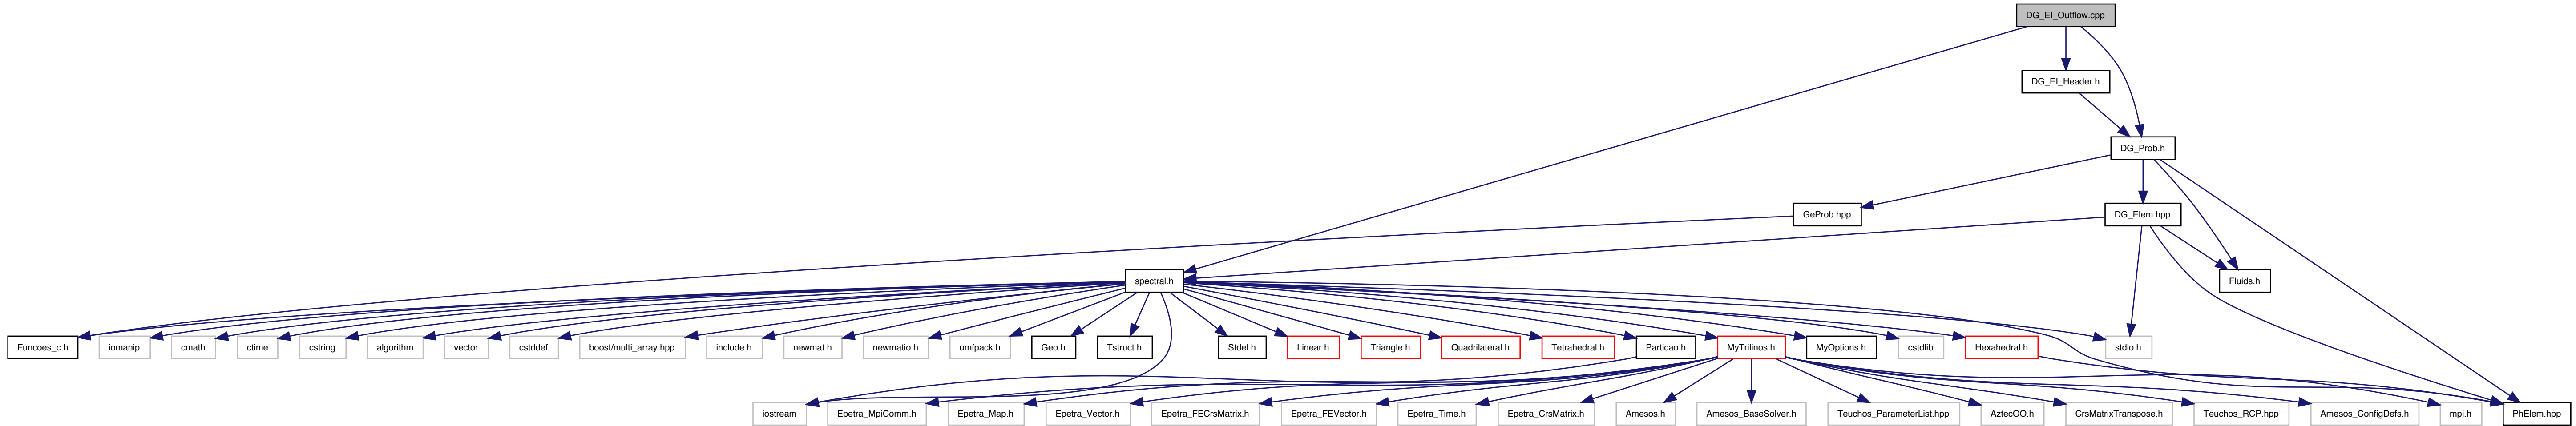 DG_EI_Outflow.cpp
DG_EI_Header.h
DG_Prob.h
GeProb.hpp
DG_Elem.hpp
spectral.h
Fluids.h
Funcoes_c.h
iomanip
cmath
ctime
cstring
algorithm
vector
cstddef
boost/multi_array.hpp
include.h
newmat.h
newmatio.h
umfpack.h
Geo.h
Tstruct.h
Stdel.h
Linear.h
Triangle.h
Quadrilateral.h
Tetrahedral.h
Particao.h
MyTrilinos.h
MyOptions.h
cstdlib
Hexahedral.h
stdio.h
iostream
Epetra_MpiComm.h
Epetra_Map.h
Epetra_Vector.h
Epetra_FECrsMatrix.h
Epetra_FEVector.h
Epetra_Time.h
Epetra_CrsMatrix.h
Amesos.h
Amesos_BaseSolver.h
Teuchos_ParameterList.hpp
AztecOO.h
CrsMatrixTranspose.h
Teuchos_RCP.hpp
Amesos_ConfigDefs.h
mpi.h
PhElem.hpp